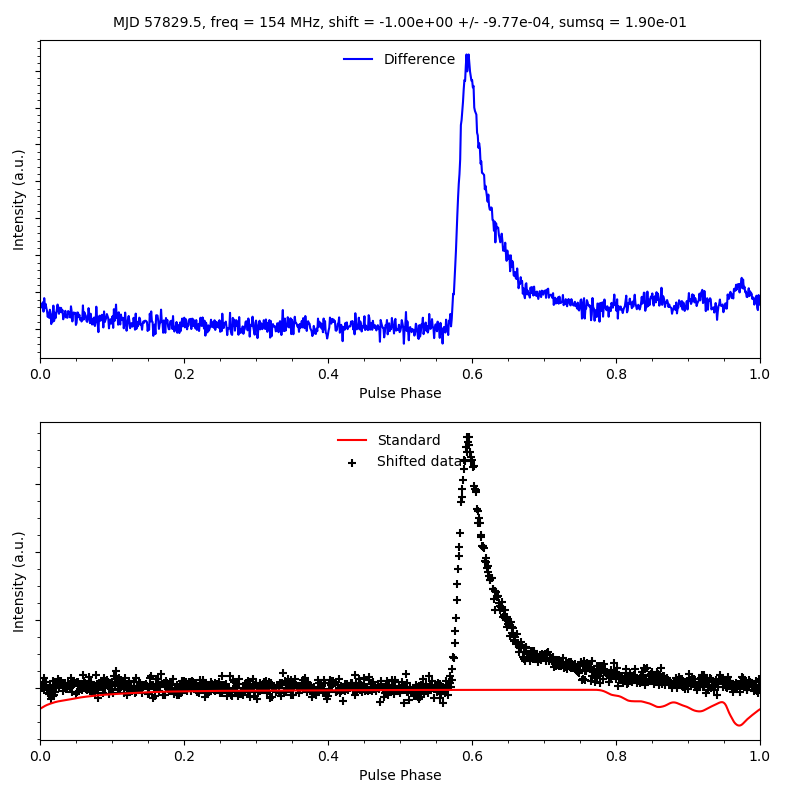 MJD 57829.5, freq = 154 MHz, shift = -1.00e+00 +/- -9.77e-04, sumsq = 1.90e-01
Difference
Intensity (a.u.)
0.0 0.2 0.4 0.6 0.8 1.0
Pulse Phase
Standard
Shifted data
Intensity (a.u.)
0.0 0.2 0.4 0.6 0.8 1.0
Pulse Phase